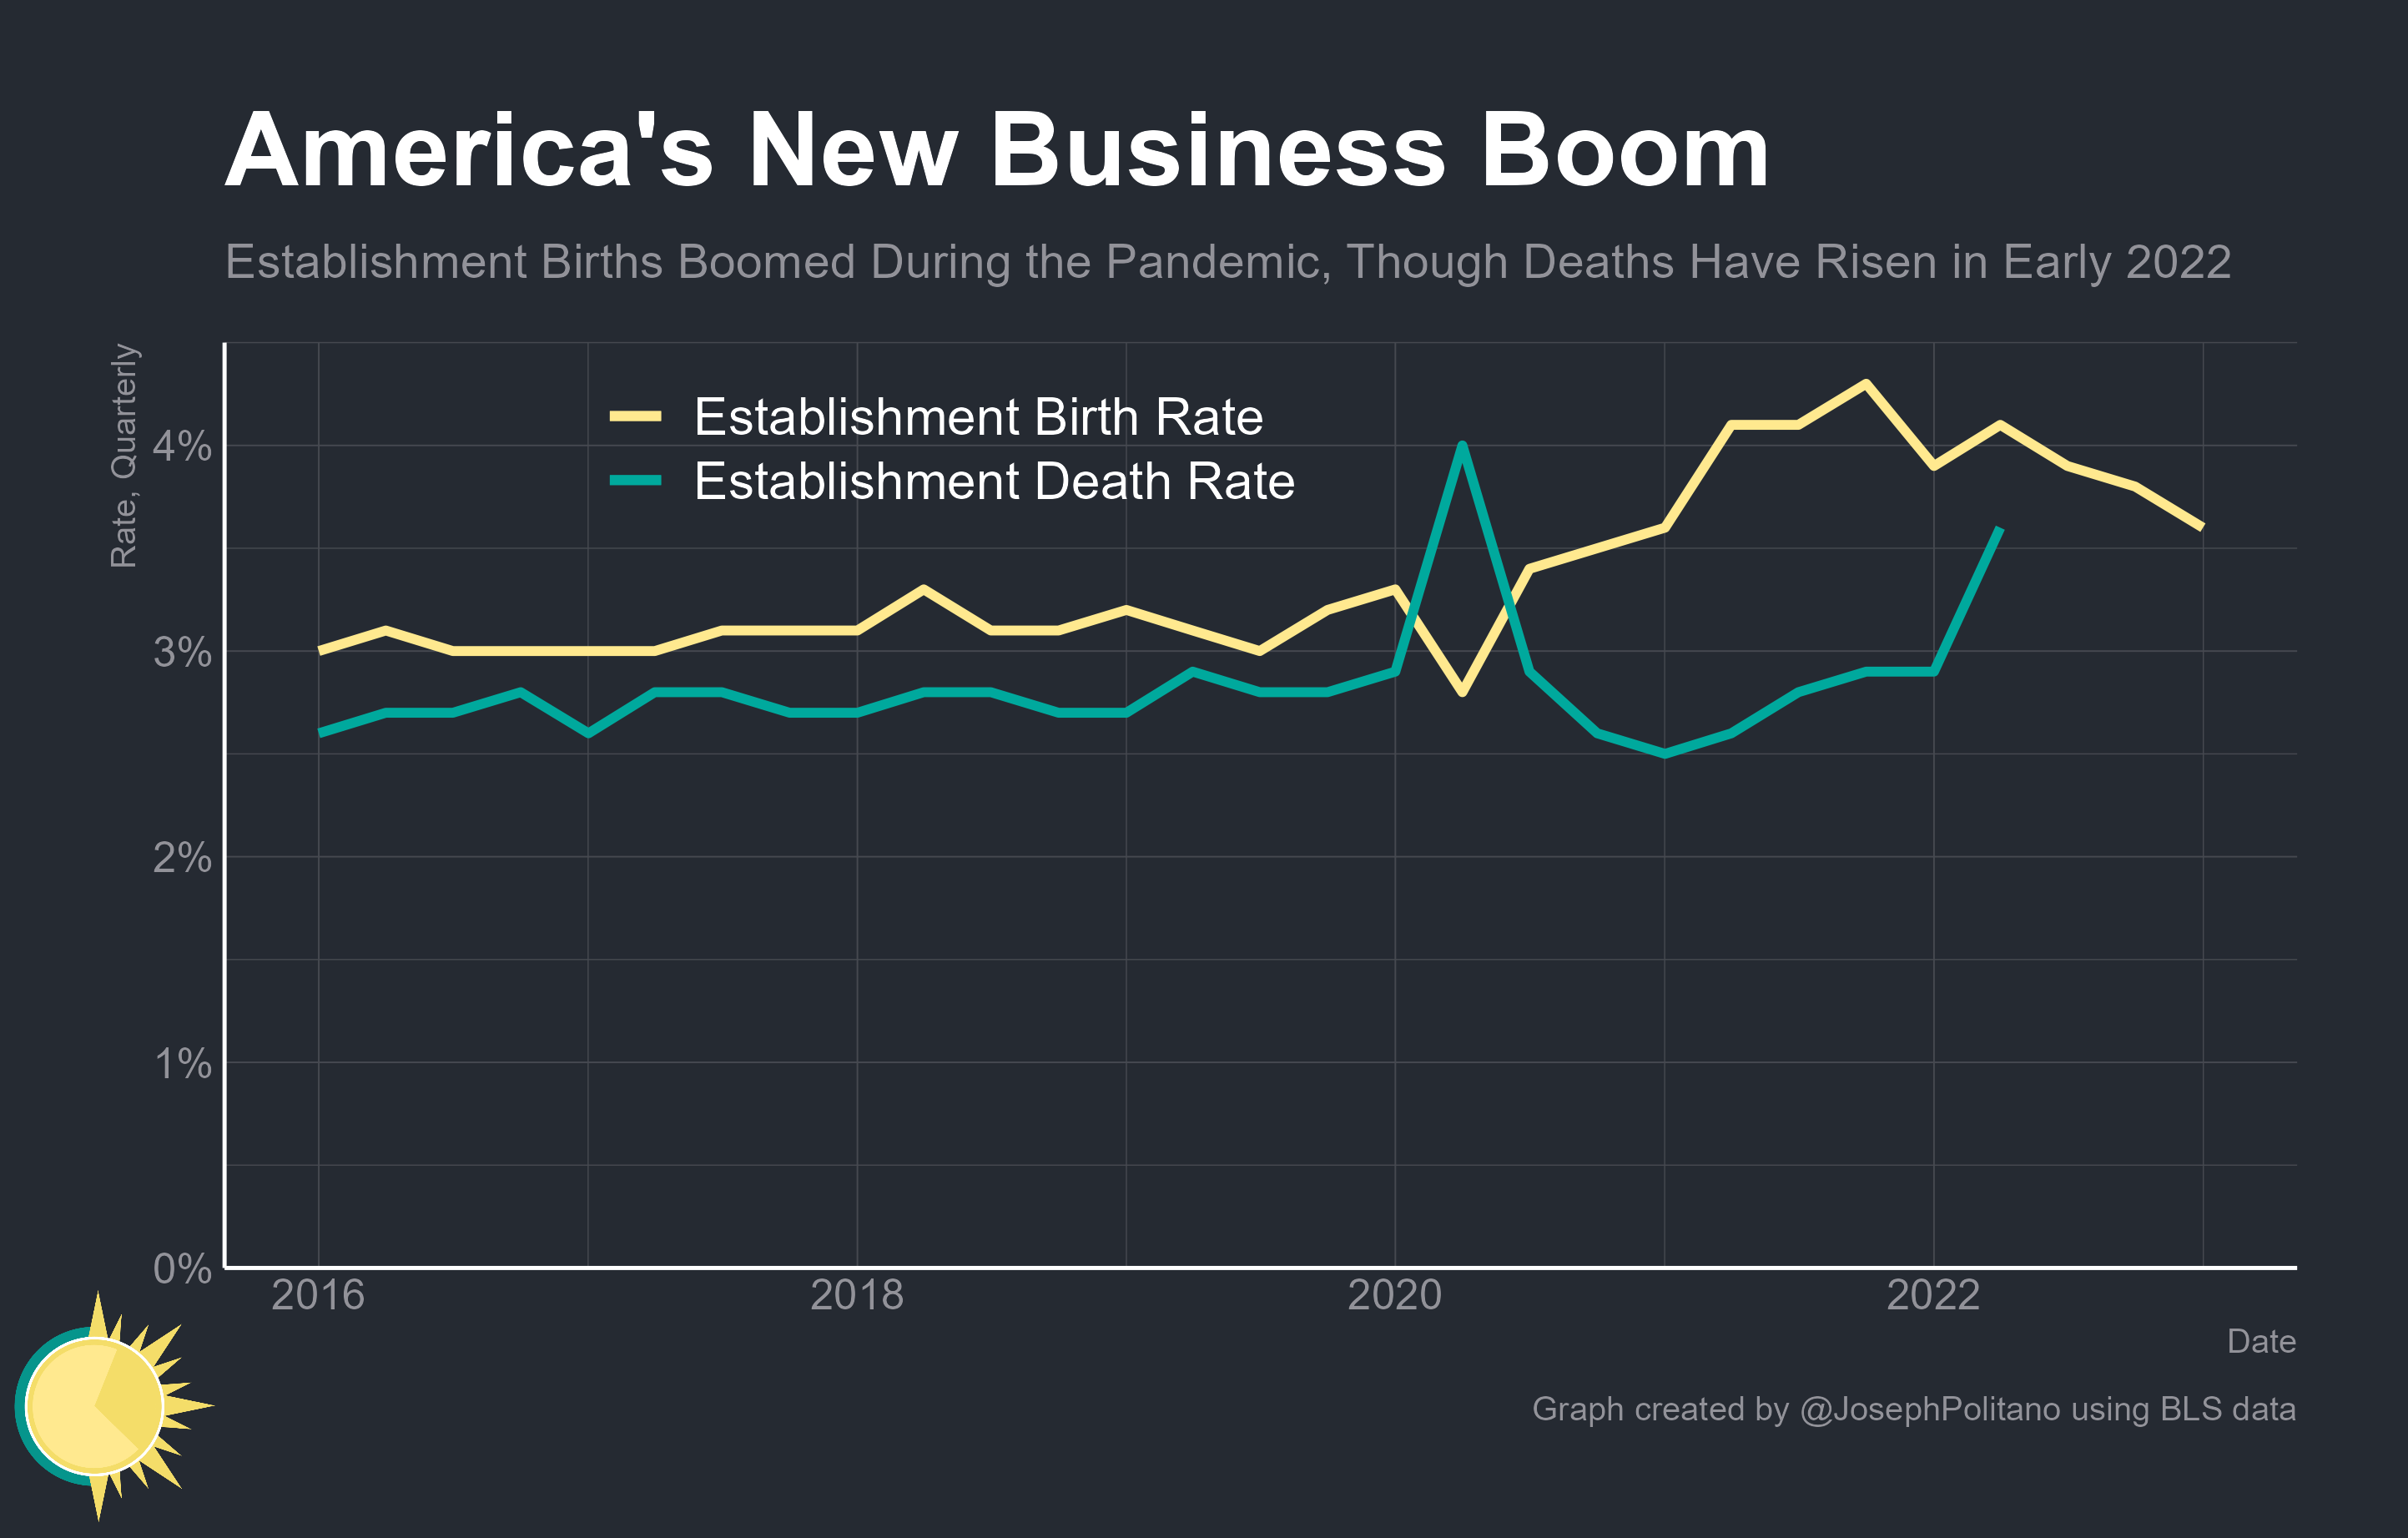 America's New Business Boom
Establishment Births Boomed During the Pandemic, Though Deaths Have Risen in Early 2022
Rate, Quarterly
Establishment Birth Rate
Establishment Death Rate
4%
3%
2%
1%
0%
2016
2018
2020
2022
Date
Graph created by @JosephPolitano using BLS data